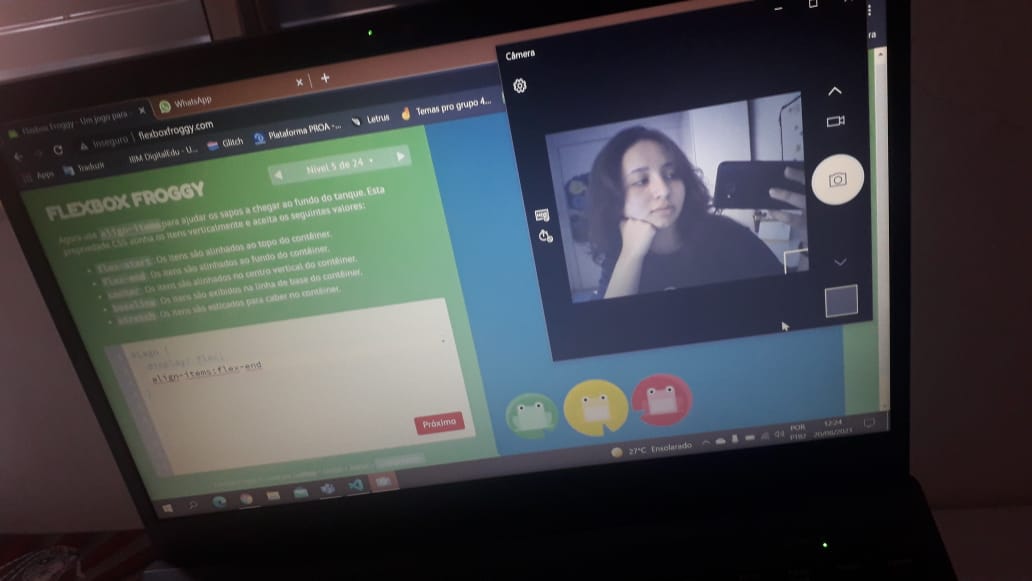 Flexbox Froggy - Um jogo para
WhatsApp
Inseguro | flexboxfroggy.com
Apps
Traduzir
IBM DigitalEdu - U...
Glitch
Plataforma PROA -...
Letrus
Temas pro grupo 4...
ra
FLEXBOX FROGGY
Nível 5 de 24
Agora use align-items para ajudar os sapos a chegar ao fundo do tanque. Esta
propriedade CSS alinha os itens verticalmente e aceita os seguintes valores:
flex-start: Os itens são alinhados ao topo do contêiner.
flex-end: Os itens são alinhados ao fundo do contêiner.
center: Os itens são alinhados no centro vertical do contêiner.
baseline: Os itens são exibidos na linha de base do contêiner.
stretch: Os itens são esticados para caber no contêiner.
#lago {
display: flex;
align-items:flex-end
}
Próxima
Câmera
27°C Ensolarado
POR
PTB2
12:24
20/08/2021